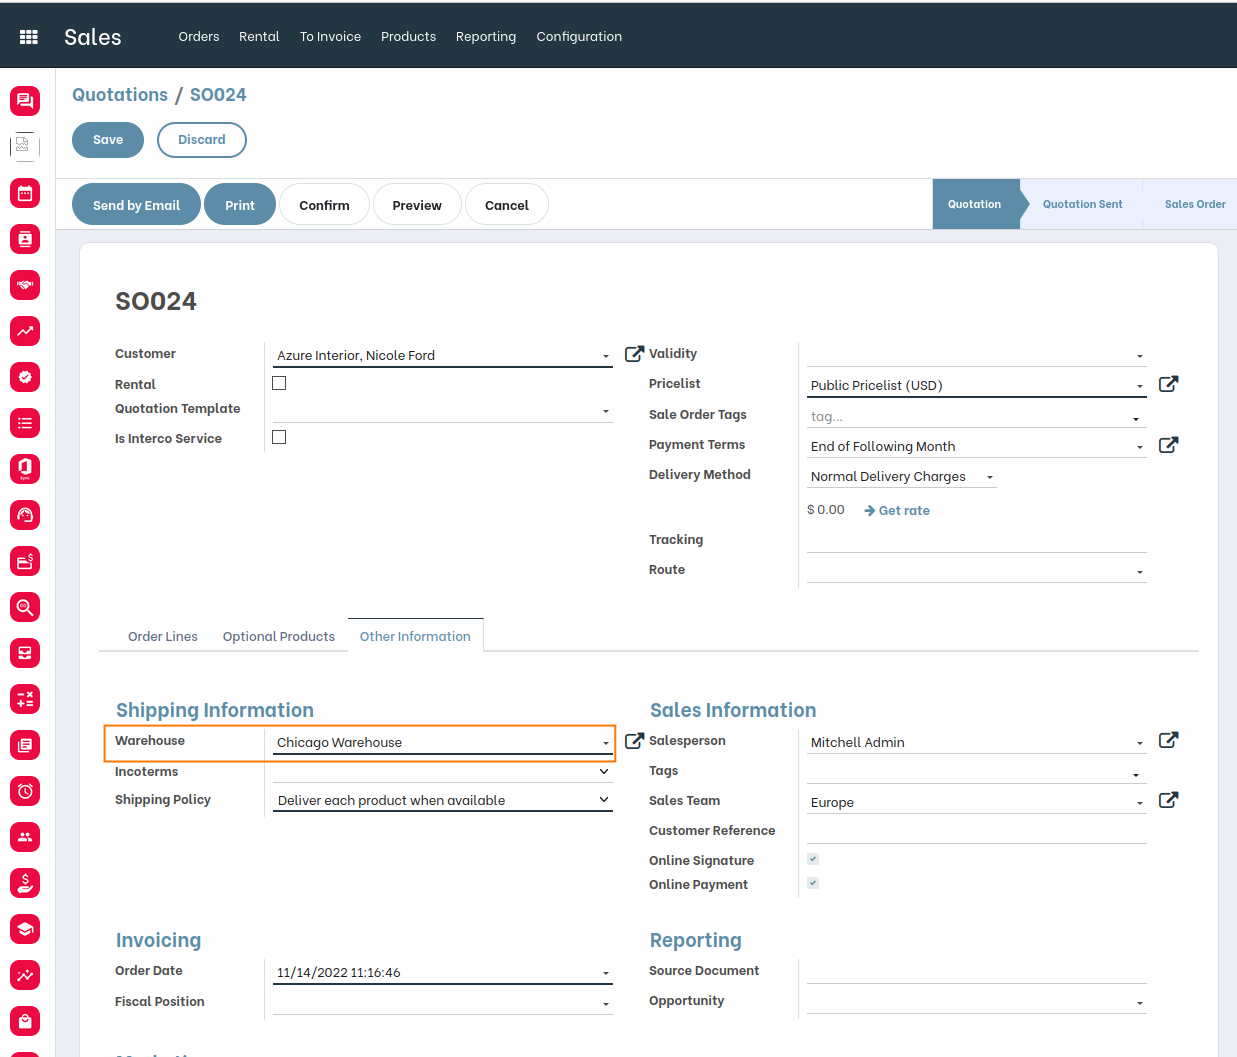 Sales
Orders Rental To Invoice Products Reporting Configuration
Quotations / SO024
Save Discard
Send by Email Print Confirm Preview Cancel
Quotation Quotation Sent Sales Order
SO024
Customer Azure Interior, Nicole Ford
Rental
Quotation Template
Is Interco Service
Validity
Pricelist Public Pricelist (USD)
Sale Order Tags tag...
Payment Terms End of Following Month
Delivery Method Normal Delivery Charges
$ 0.00 Get rate
Tracking
Route
Order Lines Optional Products Other Information
Shipping Information
Warehouse Chicago Warehouse
Incoterms
Shipping Policy Deliver each product when available
Sales Information
Salesperson Mitchell Admin
Tags
Sales Team Europe
Customer Reference
Online Signature
Online Payment
Invoicing
Order Date 11/14/2022 11:16:46
Fiscal Position
Reporting
Source Document
Opportunity